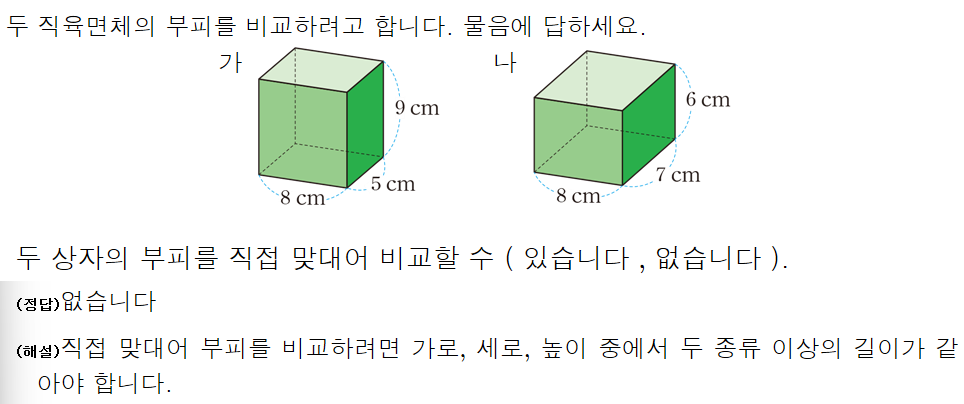 두 직육면체의 부피를 비교하려고 합니다. 물음에 답하세요.
가 나
9 cm 6 cm
5 cm 7 cm
8 cm 8 cm
두 상자의 부피를 직접 맞대어 비교할 수 ( 있습니다 , 없습니다 ).
(정답)없습니다
(해설)직접 맞대어 부피를 비교하려면 가로, 세로, 높이 중에서 두 종류 이상의 길이가 같
아야 합니다.